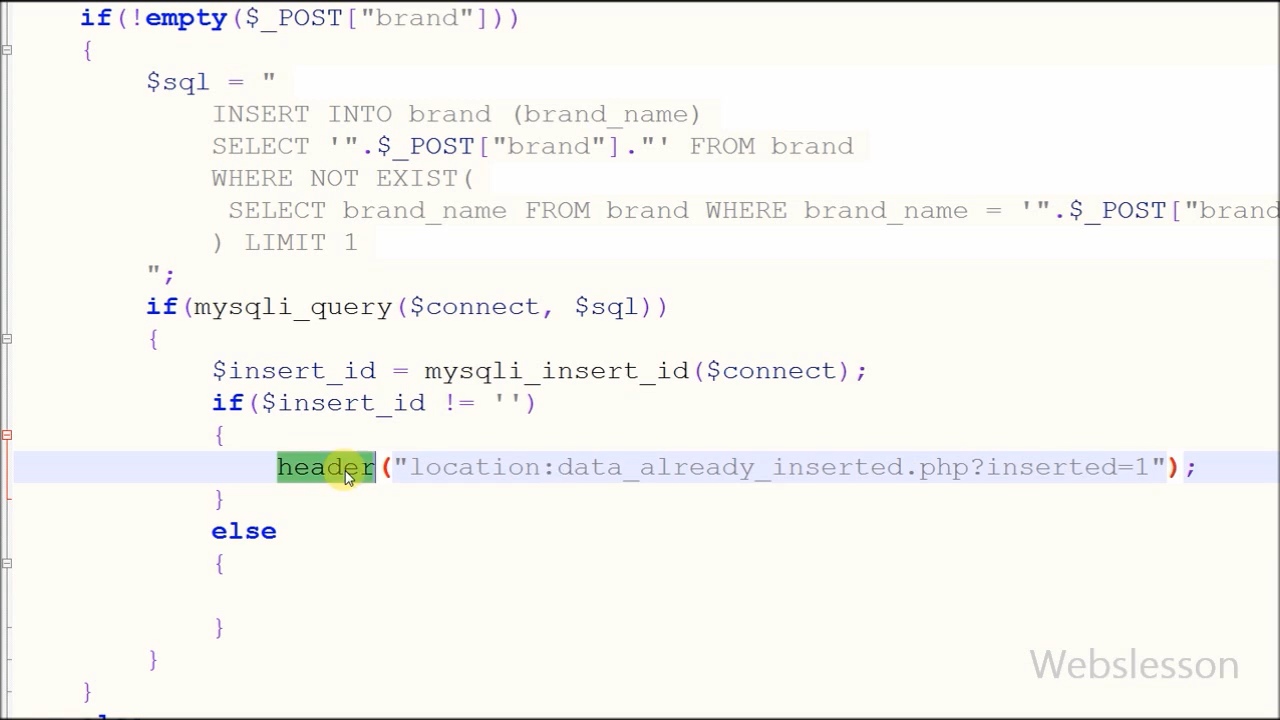 if(!empty($_POST["brand"]))
{
$sql = "
INSERT INTO brand (brand_name)
SELECT '".$_POST["brand"]."' FROM brand
WHERE NOT EXIST(
SELECT brand_name FROM brand WHERE brand_name = '".$_POST["brand
) LIMIT 1
";
if(mysqli_query($connect, $sql))
{
$insert_id = mysqli_insert_id($connect);
if($insert_id != '')
{
header("location:data_already_inserted.php?inserted=1");
}
else
{
}
}
}
Webslesson